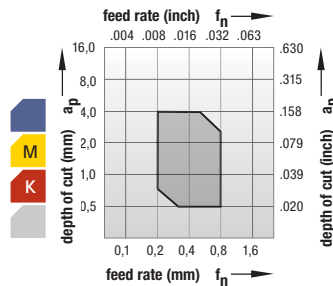 feed rate (inch) fn
.004 .008 .016 .032 .063
16,0 .630
8,0 .315
4,0 .158
2,0 .079
1,0 .039
0,5 .020
ap
depth of cut (mm)
ap
depth of cut (inch)
M
K
0,1 0,2 0,4 0,8 1,6
feed rate (mm) fn